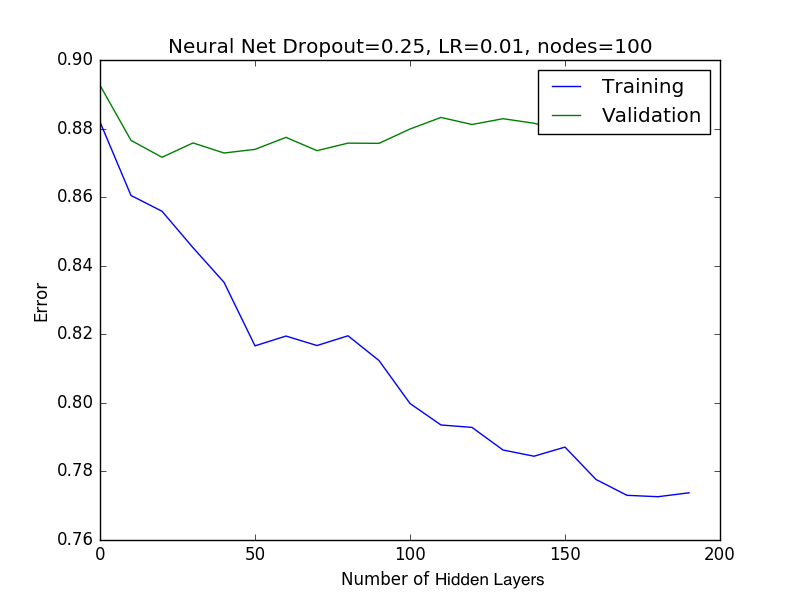 Neural Net Dropout=0.25, LR=0.01, nodes=100
0.90
0.88
0.86
0.84
0.82
0.80
0.78
0.76
Error
Training
Validation
0 50 100 150 200
Number of Hidden Layers